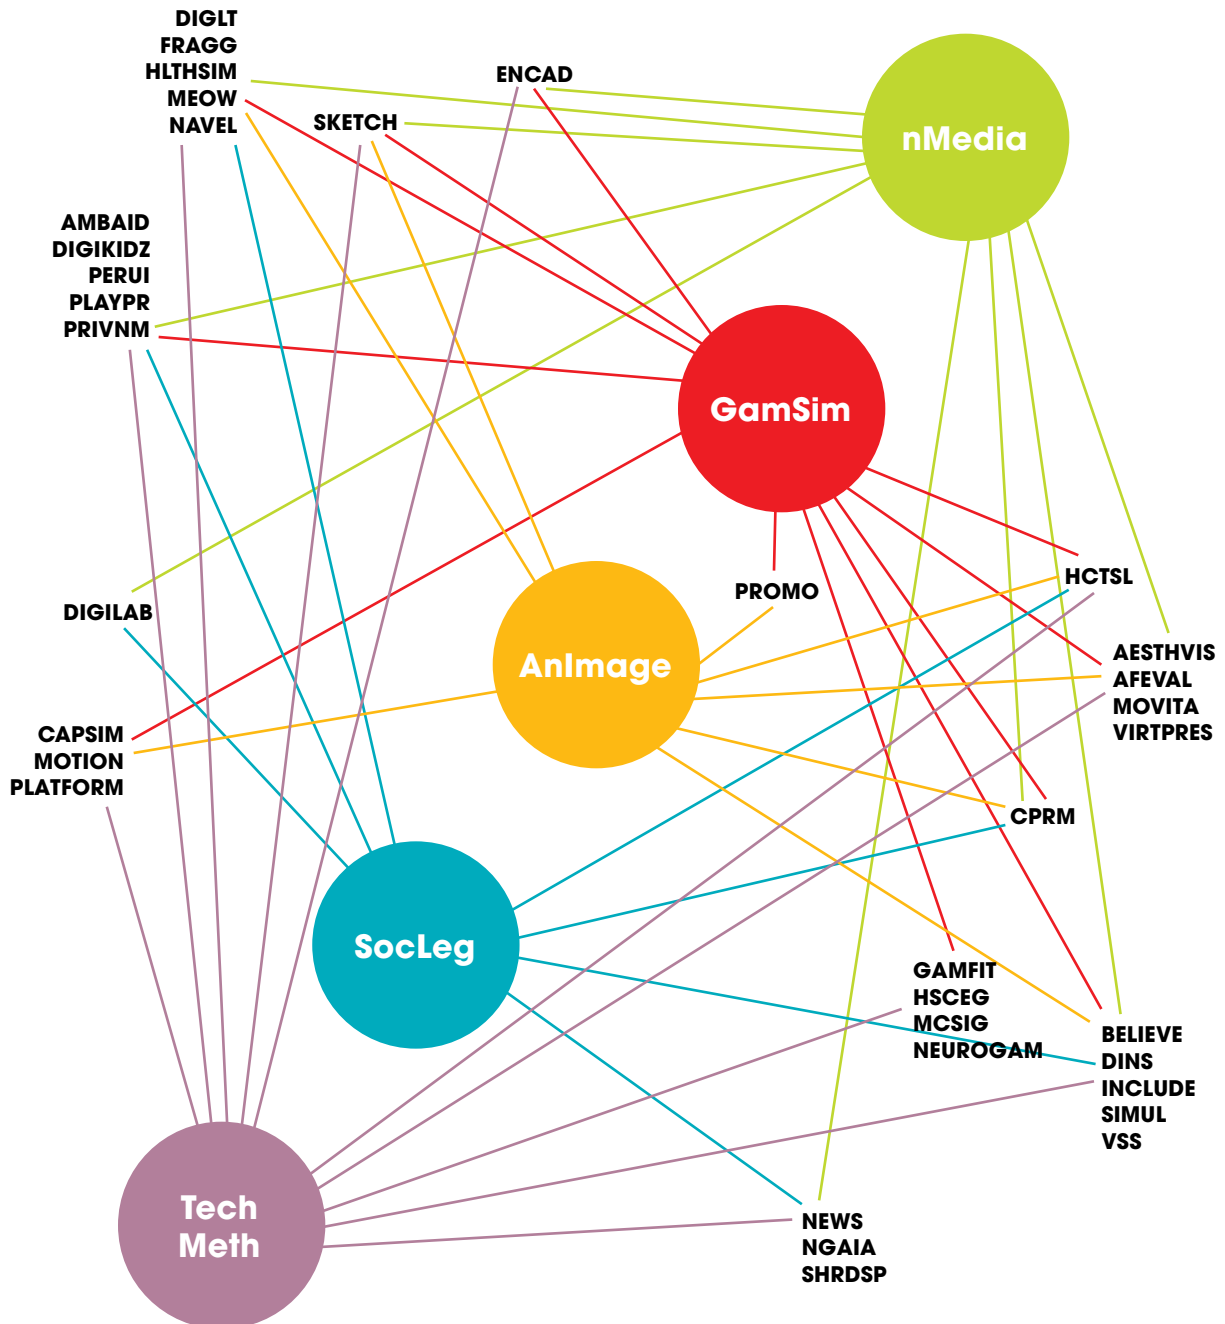 DIGLT
FRAGG
HLTHSIM
MEOW
NAVEL
SKETCH
ENCAD
nMedia
AMBAID
DIGIKIDZ
PERUI
PLAYPR
PRIVNM
GamSim
DIGILAB
AnImage
PROMO
HCTSL
AESTHVIS
AFEVAL
MOVITA
VIRTPRES
CAPSIM
MOTION
PLATFORM
CPRM
SocLeg
GAMFIT
HSCEG
MCSIG
NEUROGAM
BELIEVE
DINS
INCLUDE
SIMUL
VSS
Tech
Meth
NEWS
NGAIA
SHRDSP